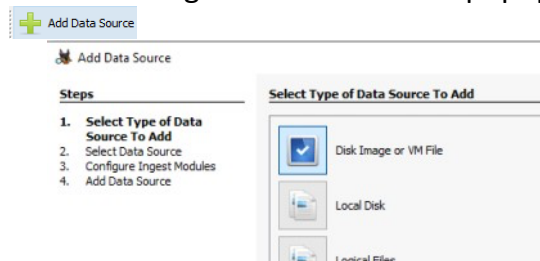 Add Data Source
Add Data Source
Steps
Select Type of Data Source To Add
1. Select Type of Data
Source To Add
2. Select Data Source
3. Configure Ingest Modules
4. Add Data Source
Disk Image or VM File
Local Disk
Logical Files